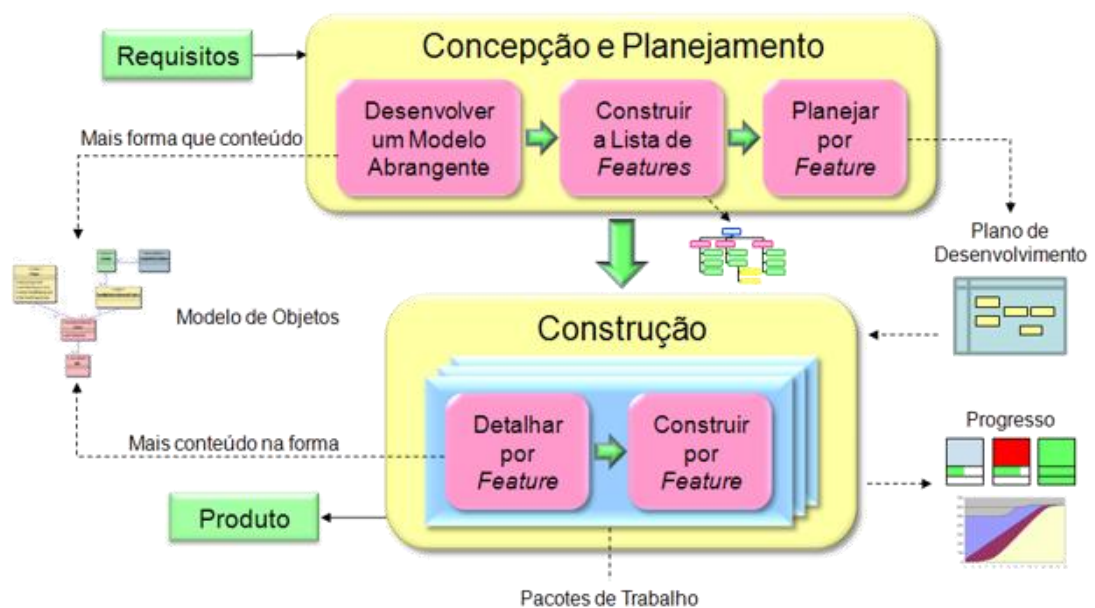 Requisitos
Concepção e Planejamento
Desenvolver
um Modelo
Abrangente
Construir
a Lista de
Features
Planejar
por
Feature
Mais forma que conteúdo
Plano de
Desenvolvimento
Modelo de Objetos
Construção
Detalhar
por
Feature
Construir
por
Feature
Mais conteúdo na forma
Progresso
Produto
Pacotes de Trabalho